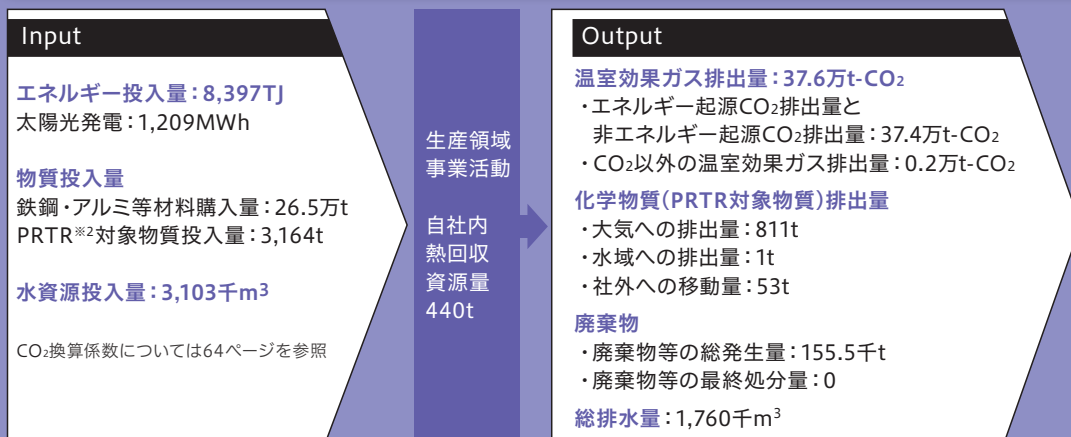 Input
エネルギー投入量：8,397TJ
太陽光発電：1,209MWh
物質投入量
鉄鋼・アルミ等材料購入量：26.5万t
PRTR※2対象物質投入量：3,164t
水資源投入量：3,103千m³
CO₂換算係数については64ページを参照
生産領域
事業活動
自社内
熱回収
資源量
440t
Output
温室効果ガス排出量：37.6万t-CO₂
・エネルギー起源CO₂排出量と
非エネルギー起源CO₂排出量：37.4万t-CO₂
・CO₂以外の温室効果ガス排出量：0.2万t-CO₂
化学物質（PRTR対象物質）排出量
・大気への排出量：811t
・水域への排出量：1t
・社外への移動量：53t
廃棄物
・廃棄物等の総発生量：155.5千t
・廃棄物等の最終処分量：0
総排水量：1,760千m³